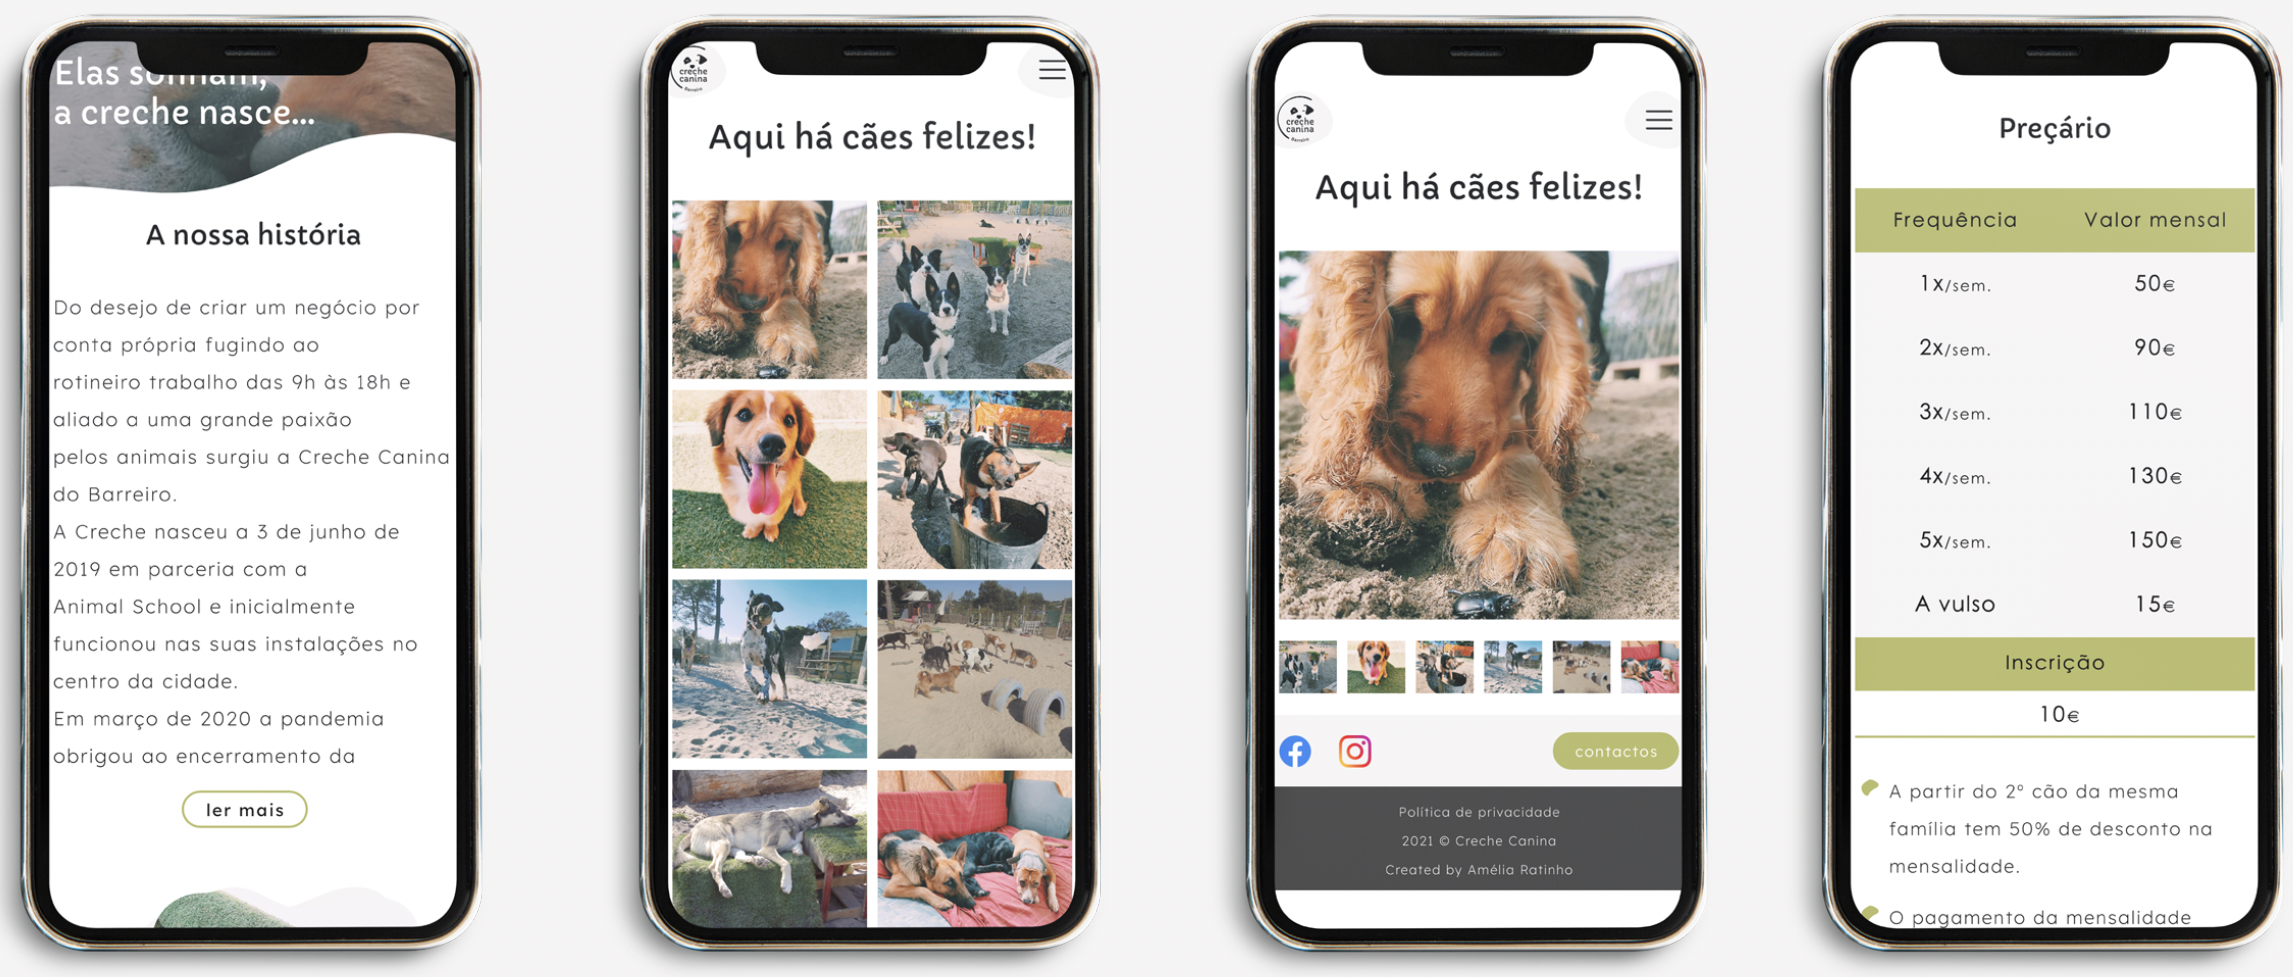 Elas sonham,
a creche nasce...
A nossa história
Do desejo de criar um negócio por
conta própria fugindo ao
rotineiro trabalho das 9h às 18h e
aliado a uma grande paixão
pelos animais surgiu a Creche Canina
do Barreiro.
A Creche nasceu a 3 de junho de
2019 em parceria com a
Animal School e inicialmente
funcionou nas suas instalações no
centro da cidade.
Em março de 2020 a pandemia
obrigou ao encerramento da
ler mais
creche
canina
Barreiro
Aqui há cães felizes!
creche
canina
Barreiro
Aqui há cães felizes!
contactos
Política de privacidade
2021 © Creche Canina
Created by Amélia Ratinho
Preçário
Frequência Valor mensal
1x/sem. 50€
2x/sem. 90€
3x/sem. 110€
4x/sem. 130€
5x/sem. 150€
A vulso 15€
Inscrição
10€
A partir do 2º cão da mesma
família tem 50% de desconto na
mensalidade.
O pagamento da mensalidade